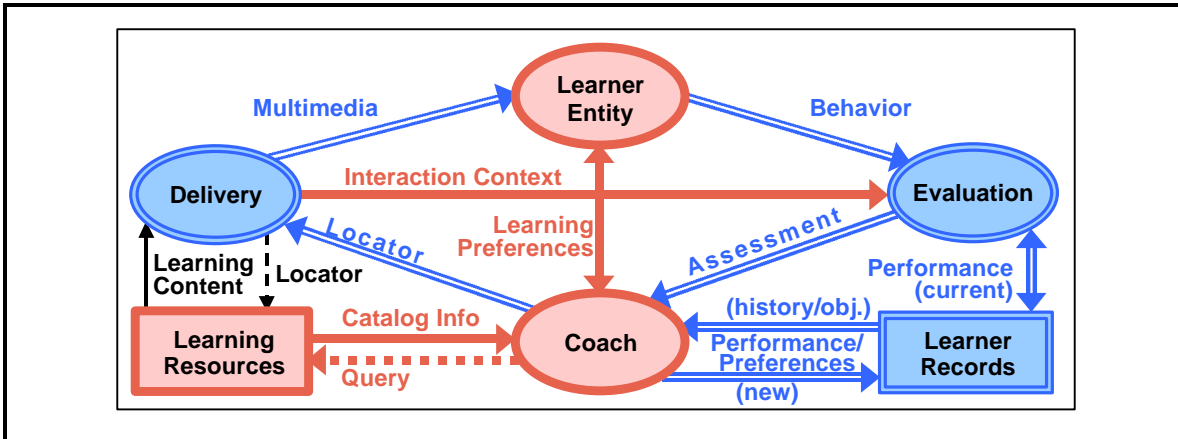 Learner
Entity
Multimedia
Behavior
Delivery
Interaction Context
Evaluation
Learning
Preferences
Locator
Assessment
Learning
Content
Locator
Performance
(current)
Learning
Resources
Catalog Info
Query
Coach
(history/obj.)
Performance/
Preferences
(new)
Learner
Records